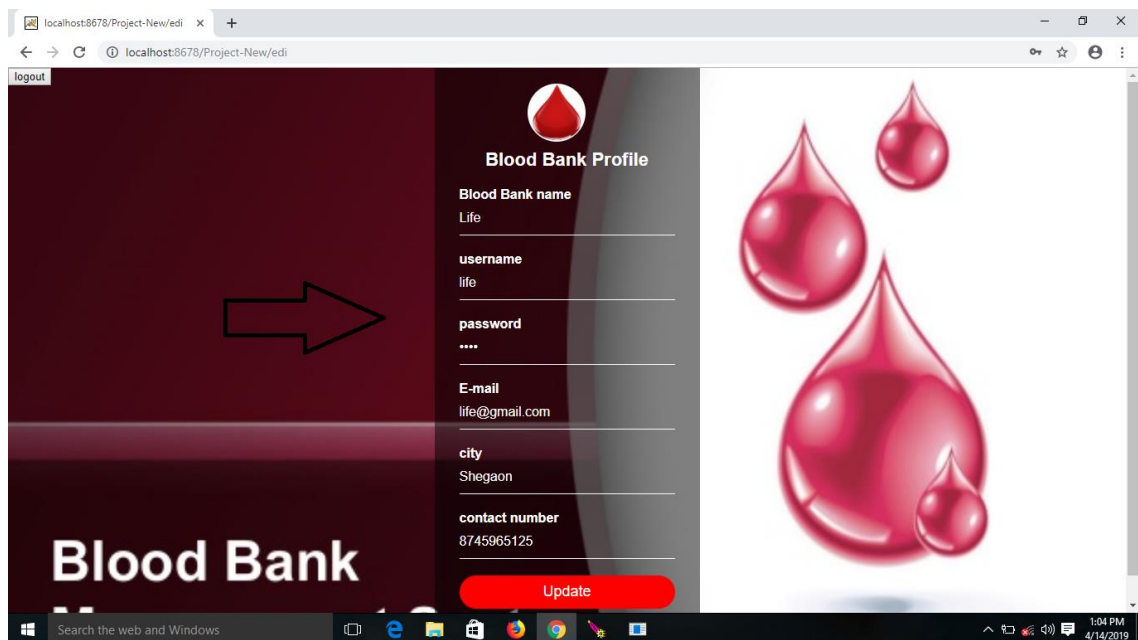 localhost:8678/Project-New/edi
localhost:8678/Project-New/edi
logout
Blood Bank Profile
Blood Bank name
Life
username
life
password
••••
E-mail
life@gmail.com
city
Shegaon
contact number
8745965125
Update
Blood Bank
Search the web and Windows
1:04 PM
4/14/2019